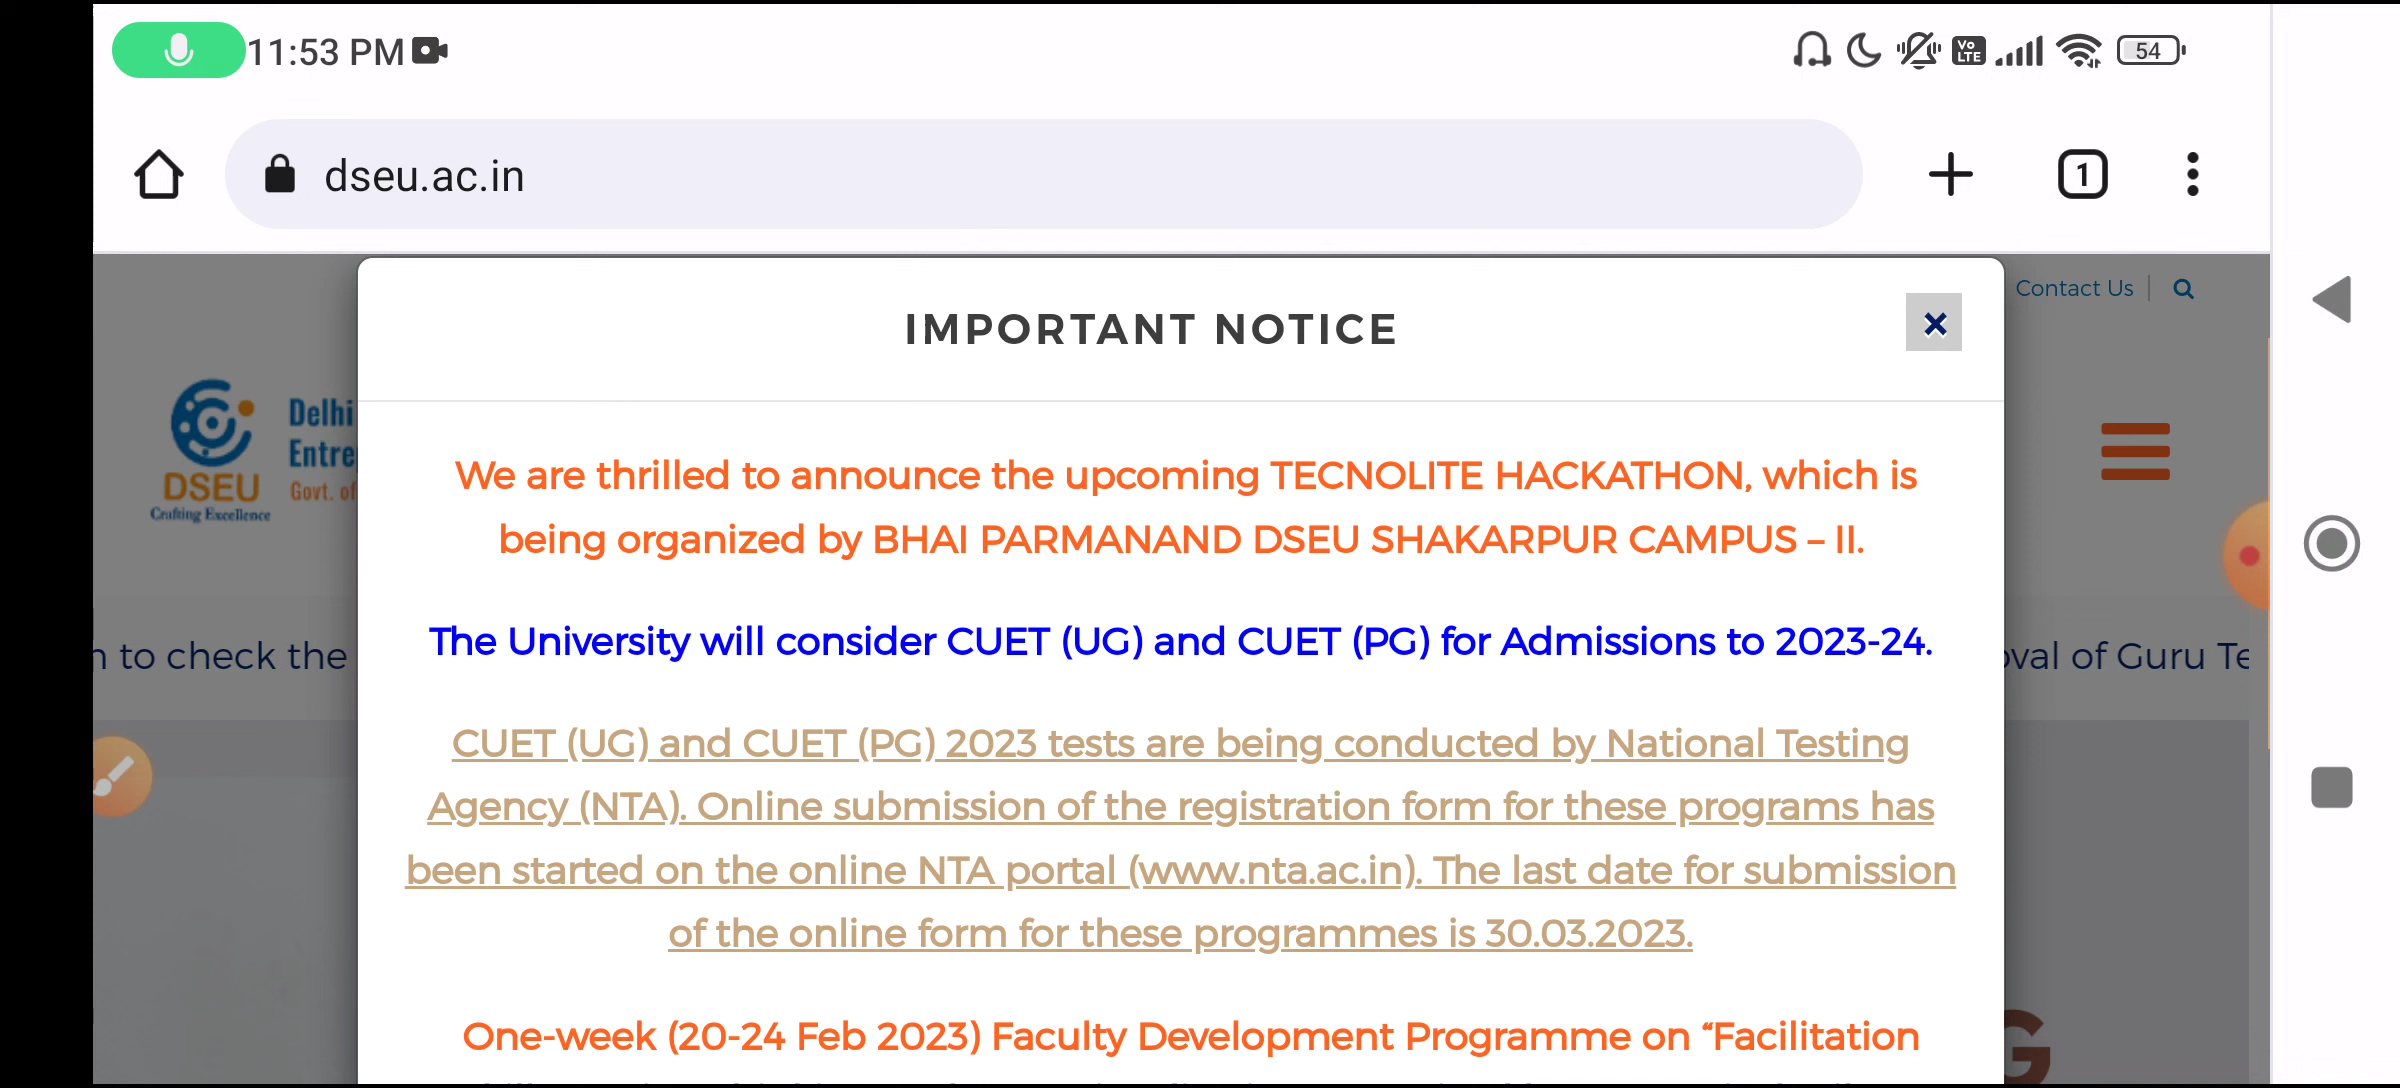 11:53 PM
Vo LTE
54
dseu.ac.in
1
Contact Us
IMPORTANT NOTICE
×
Delhi
Entre
DSEU
Govt. of
Crafting Excellence
We are thrilled to announce the upcoming TECNOLITE HACKATHON, which is
being organized by BHAI PARMANAND DSEU SHAKARPUR CAMPUS – II.
The University will consider CUET (UG) and CUET (PG) for Admissions to 2023-24.
to check the
oval of Guru Te
CUET (UG) and CUET (PG) 2023 tests are being conducted by National Testing
Agency (NTA). Online submission of the registration form for these programs has
been started on the online NTA portal (www.nta.ac.in). The last date for submission
of the online form for these programmes is 30.03.2023.
One-week (20-24 Feb 2023) Faculty Development Programme on “Facilitation
G